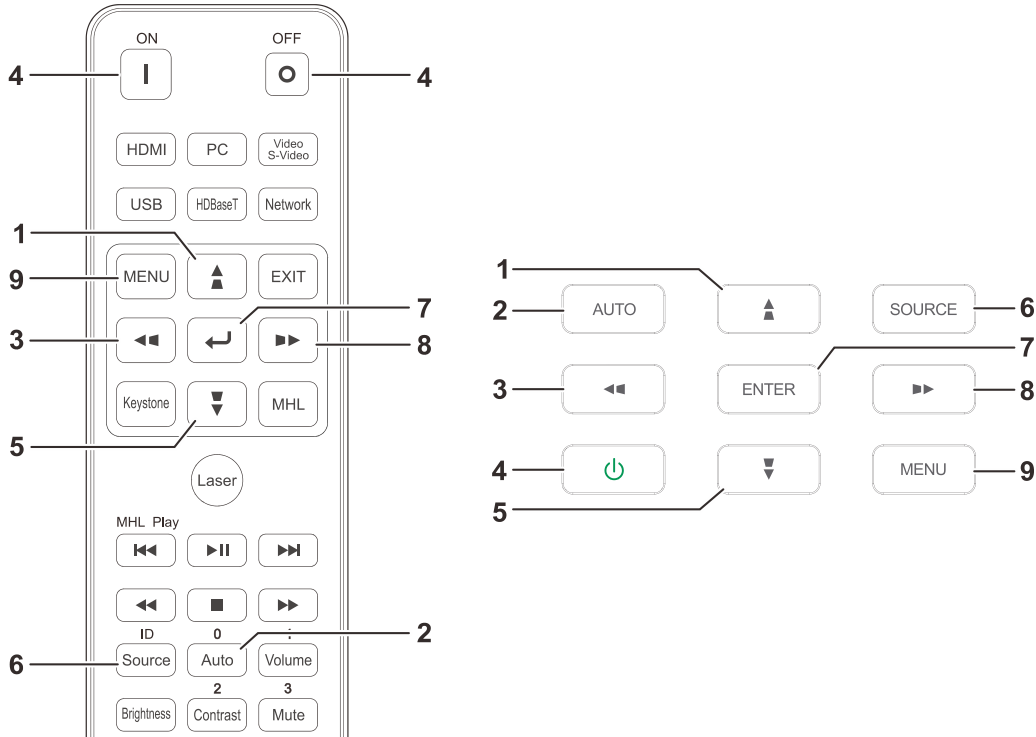 ON OFF
4 4
HDMI PC Video
S-Video
USB HDBaseT Network
1
9 MENU EXIT
7
3 8
Keystone MHL
5
Laser
MHL Play
ID 0
2
6 Source Auto Volume
2 3
Brightness Contrast Mute
1
2 AUTO SOURCE 6
7
3 ENTER 8
4 MENU 9
5